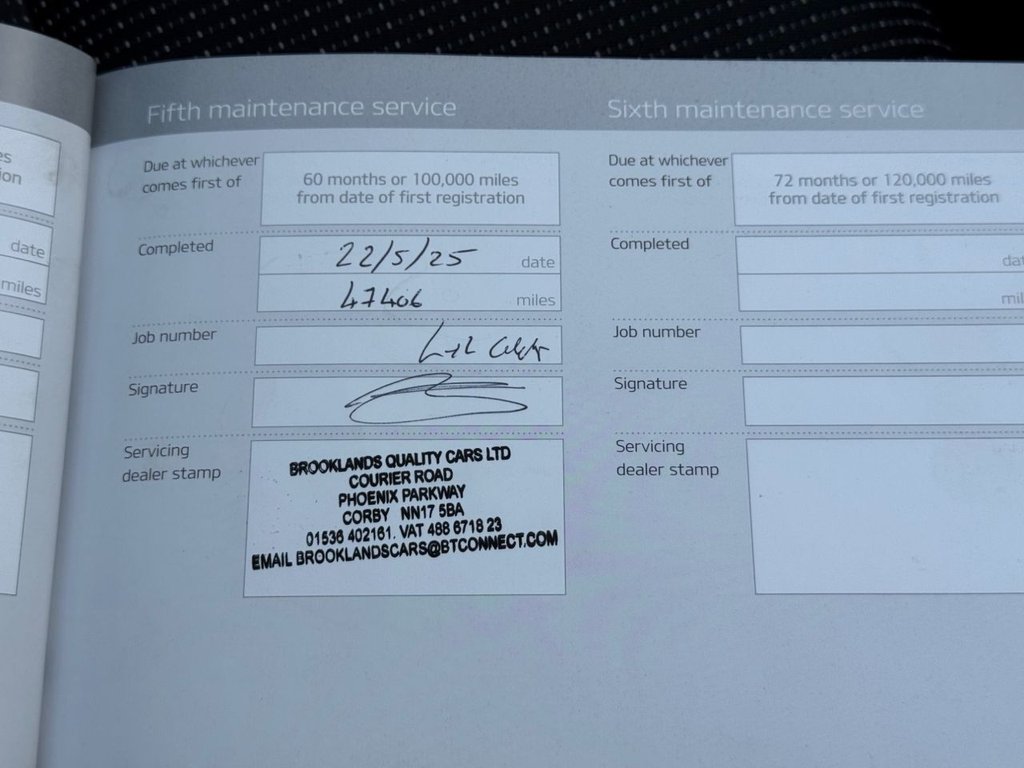 es
ion
date
miles
Fifth maintenance service
Due at whichever
comes first of
60 months or 100,000 miles
from date of first registration
Completed
22/5/25 date
47406 miles
Job number
Signature
Servicing
dealer stamp
BROOKLANDS QUALITY CARS LTD
COURIER ROAD
PHOENIX PARKWAY
CORBY NN17 5BA
01536 402161. VAT 488 6718 23
EMAIL BROOKLANDSCARS@BTCONNECT.COM
Sixth maintenance service
Due at whichever
comes first of
72 months or 120,000 miles
from date of first registration
Completed
dat
mil
Job number
Signature
Servicing
dealer stamp